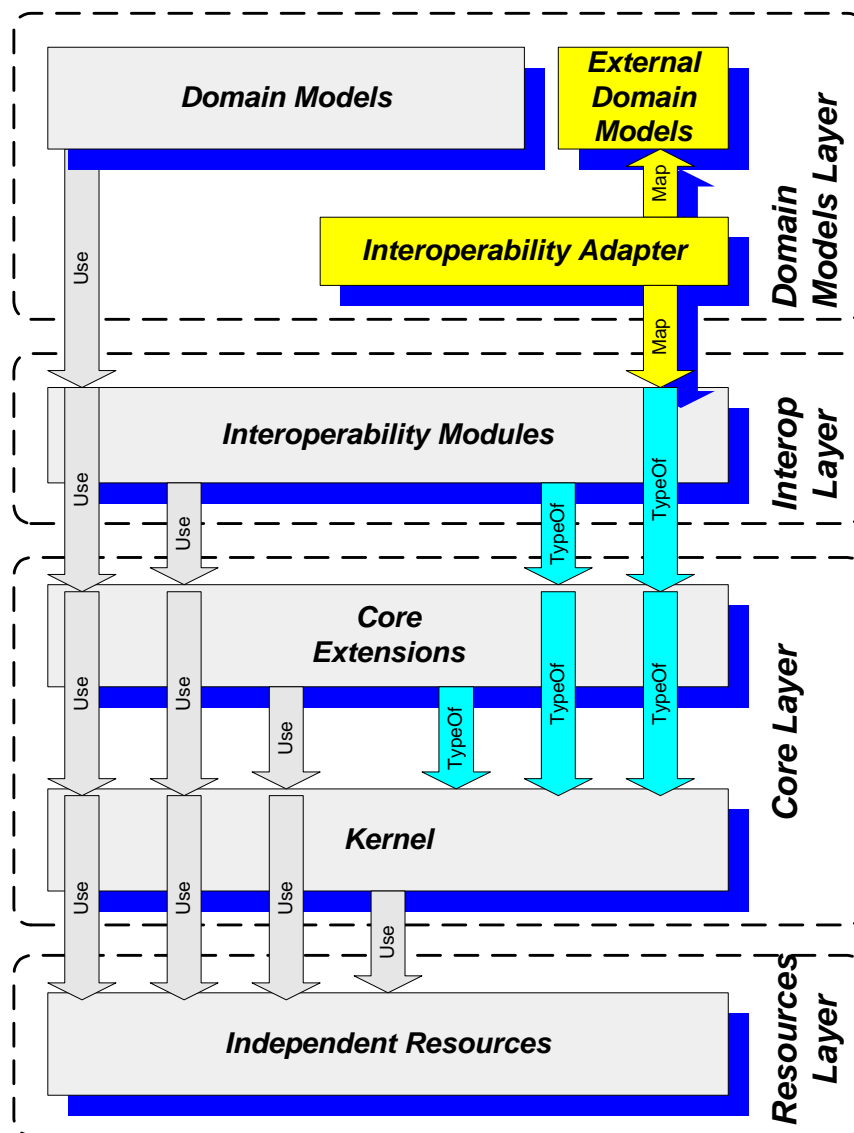 Domain Models
External
Domain
Models
Map
Use
Interoperability Adapter
Map
Domain
Models Layer
Interoperability Modules
Use
Use
TypeOf
TypeOf
Interop
Layer
Core
Extensions
Use
Use
Use
TypeOf
TypeOf
TypeOf
Core Layer
Kernel
Use
Use
Use
Use
Independent Resources
Resources
Layer